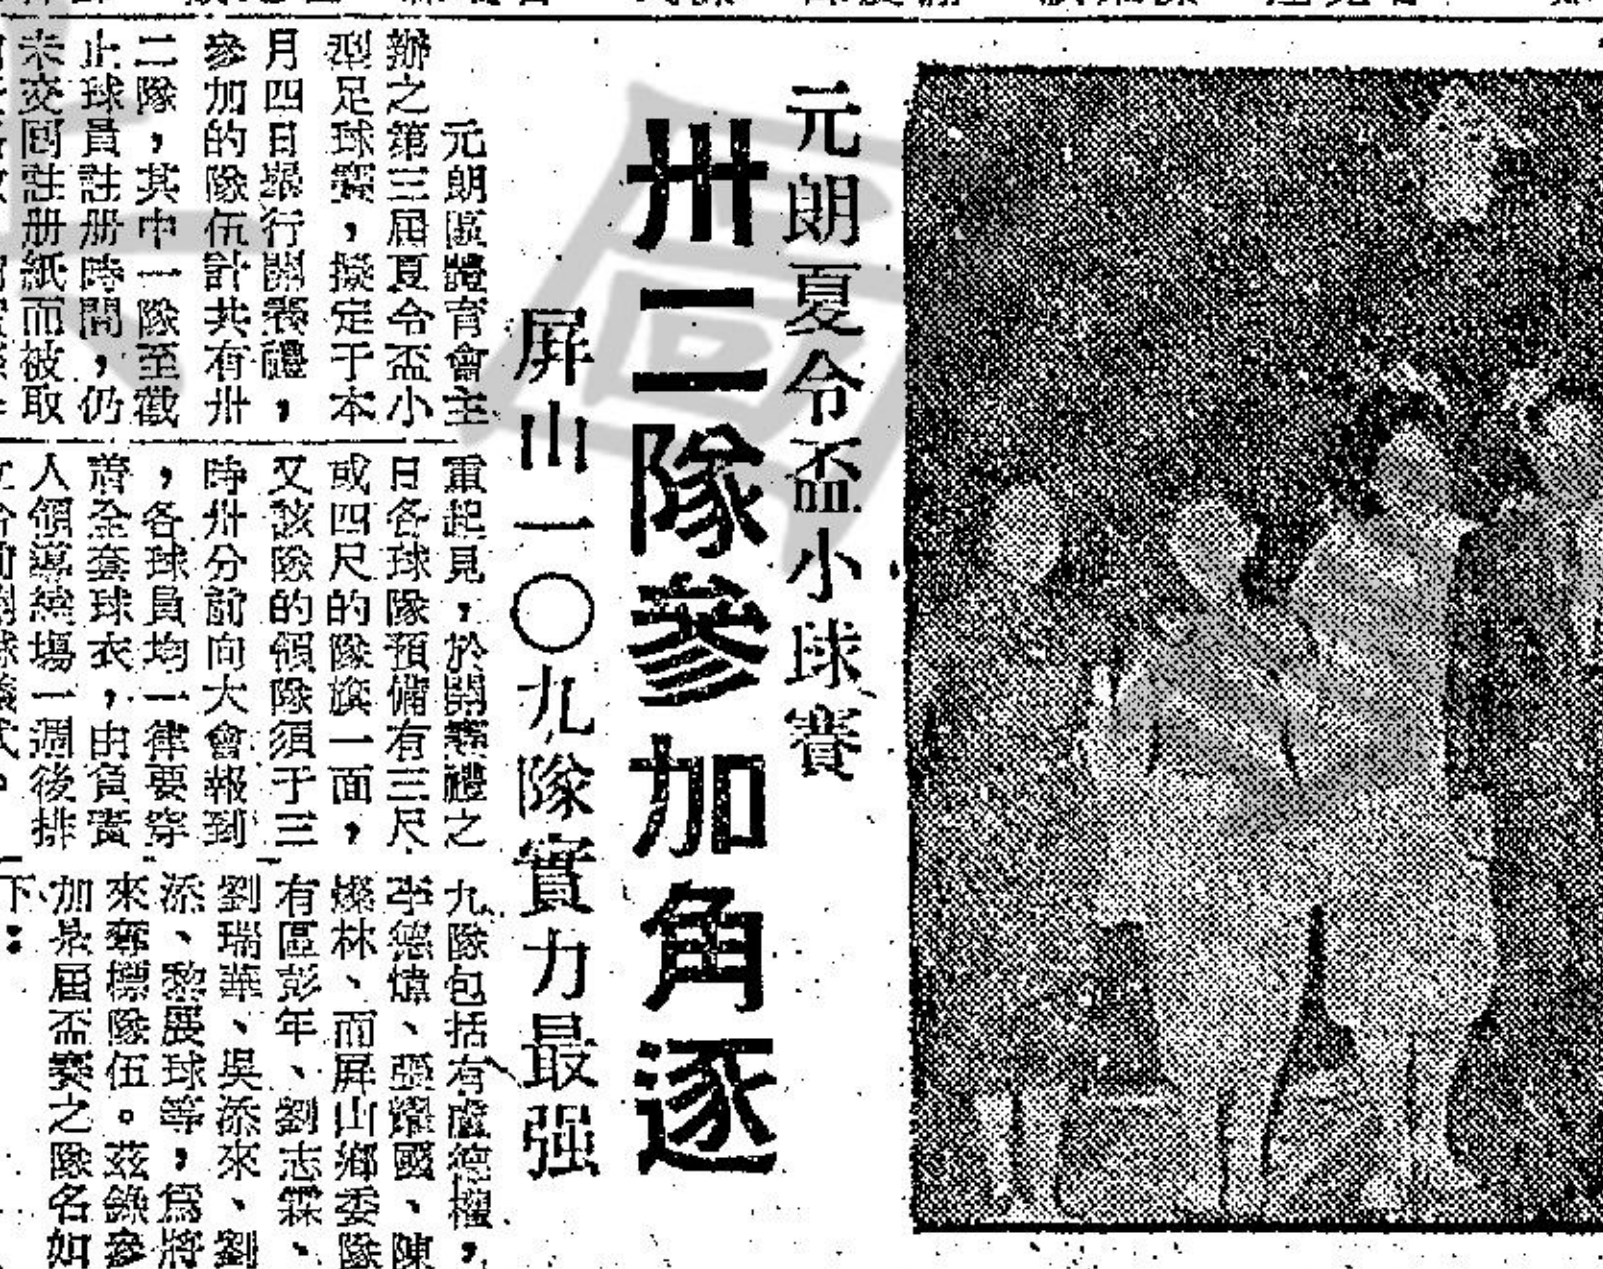 元朗夏令盃小球賽
卅二隊參加角逐
屏山一〇九隊實力最强
元朗區體育會主
辦之第三屆夏令盃小
型足球賽，擬定于本
月四日舉行開賽禮，
參加的隊伍計共有卅
二隊，其中一隊至截
止球員註册時間，仍
未交回註册紙而被取
重起見，於開賽禮之
日各球隊預備有三尺
或四尺的隊旗一面，
又該隊的領隊須于三
時卅分前向大會報到
，各球員均一律要穿
着全套球衣，由負責
人領導繞場一週後排
九隊包括有盧德權，
李德煒、張耀國、陳
燦林、而屏山鄉委隊
有區彭年、劉志霖、
劉瑞華、吳添來、劉
添、黎展球等，爲將
來奪標隊伍。茲錄參
加是屆盃賽之隊名如
下：